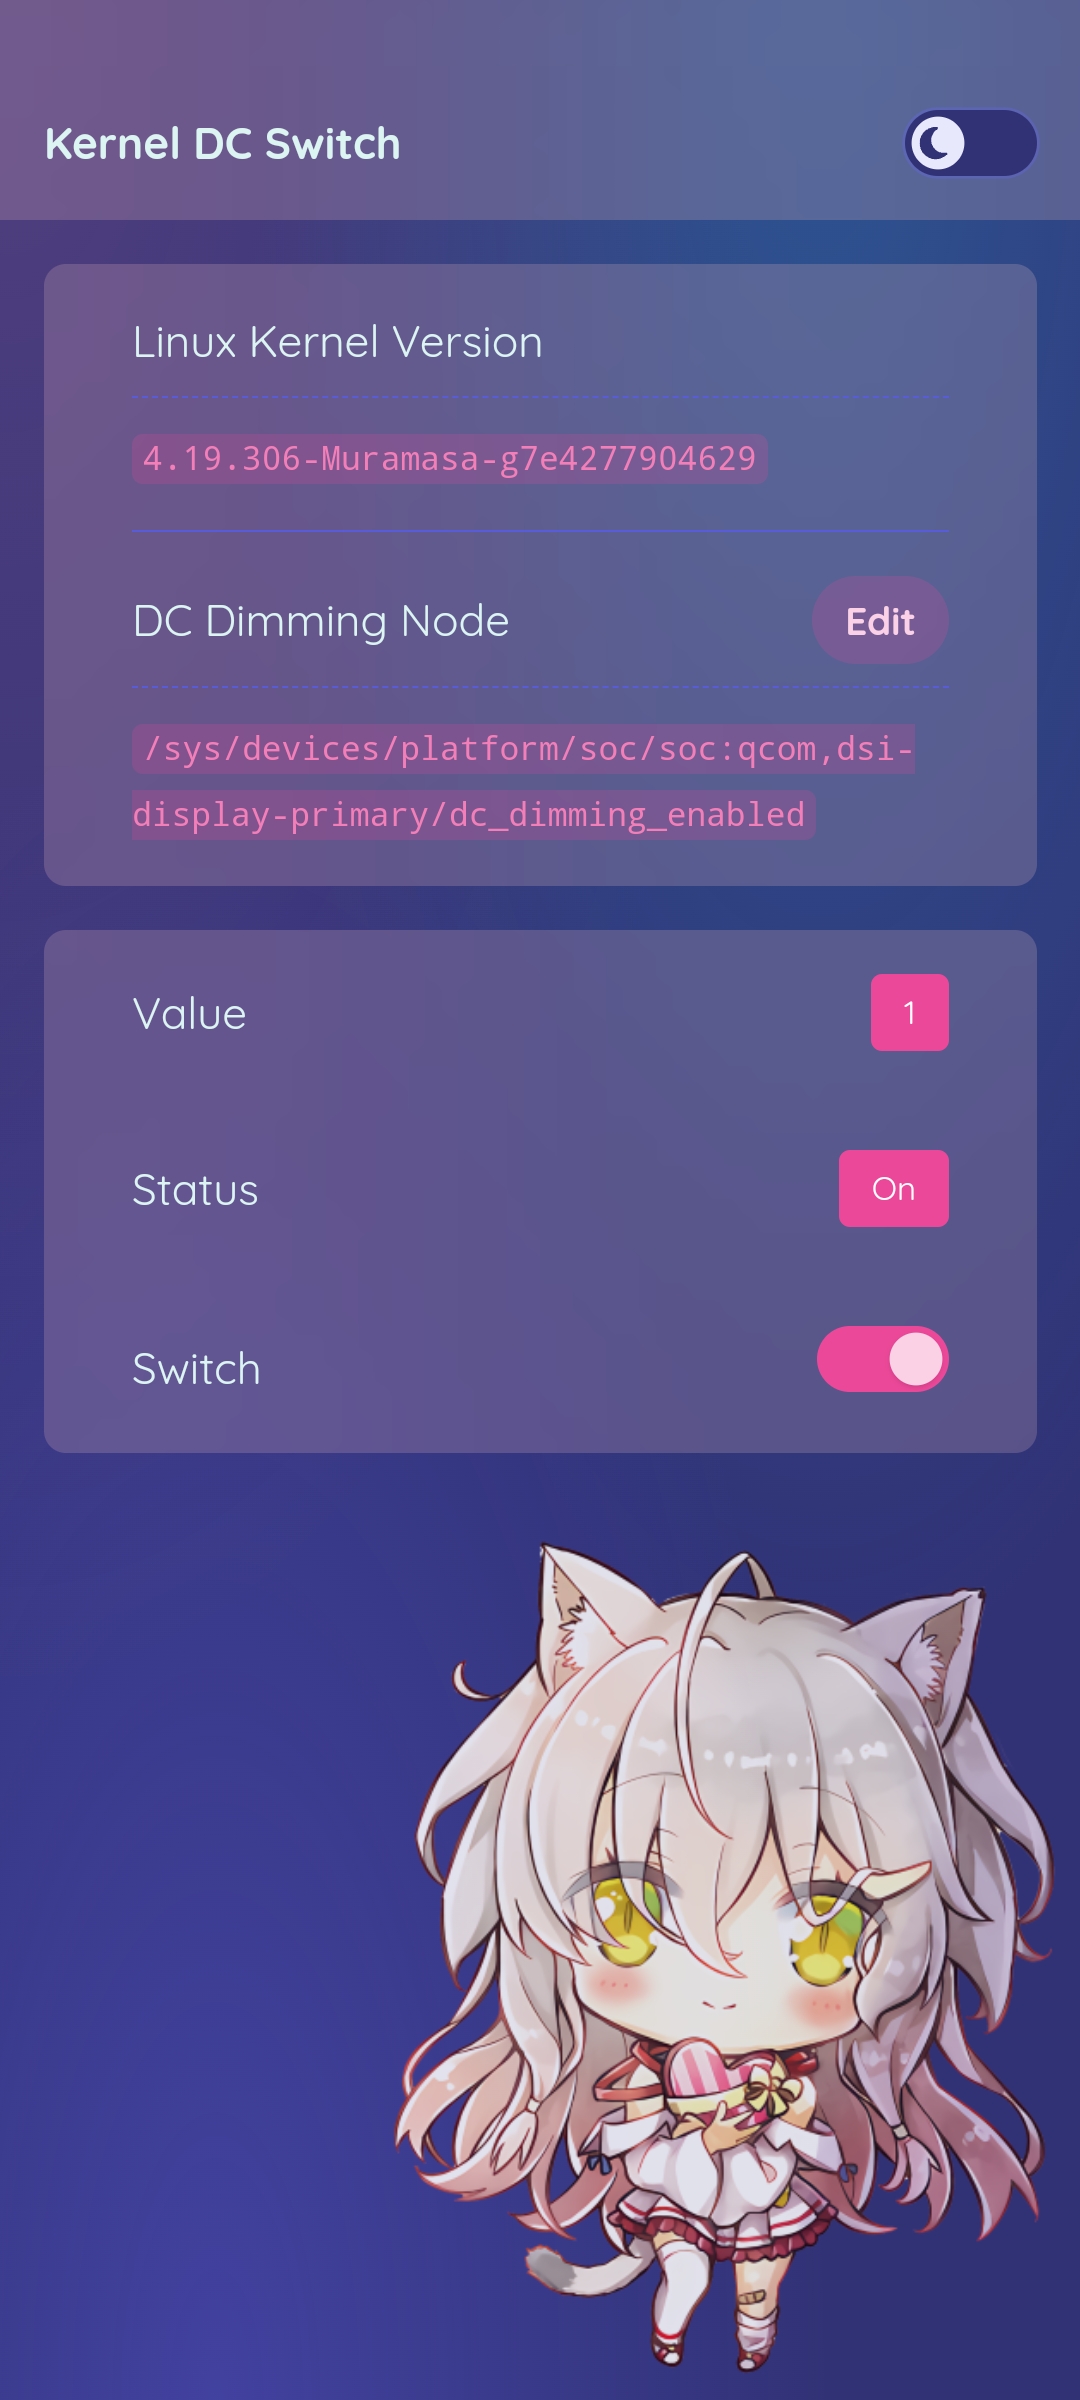 Kernel DC Switch
Linux Kernel Version
4.19.306-Muramasa-g7e4277904629
DC Dimming Node
Edit
/sys/devices/platform/soc/soc:qcom,dsi-
display-primary/dc_dimming_enabled
Value
1
Status
On
Switch